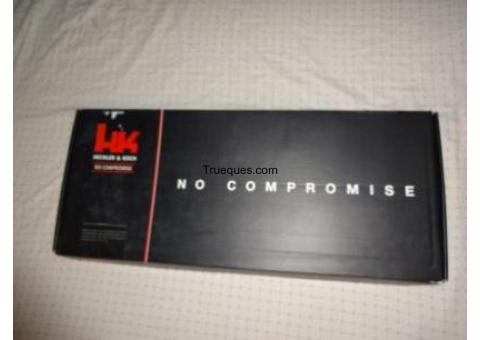 HK
HECKLER & KOCH
NO COMPROMISE
Trueques.com
NO COMPROMISE